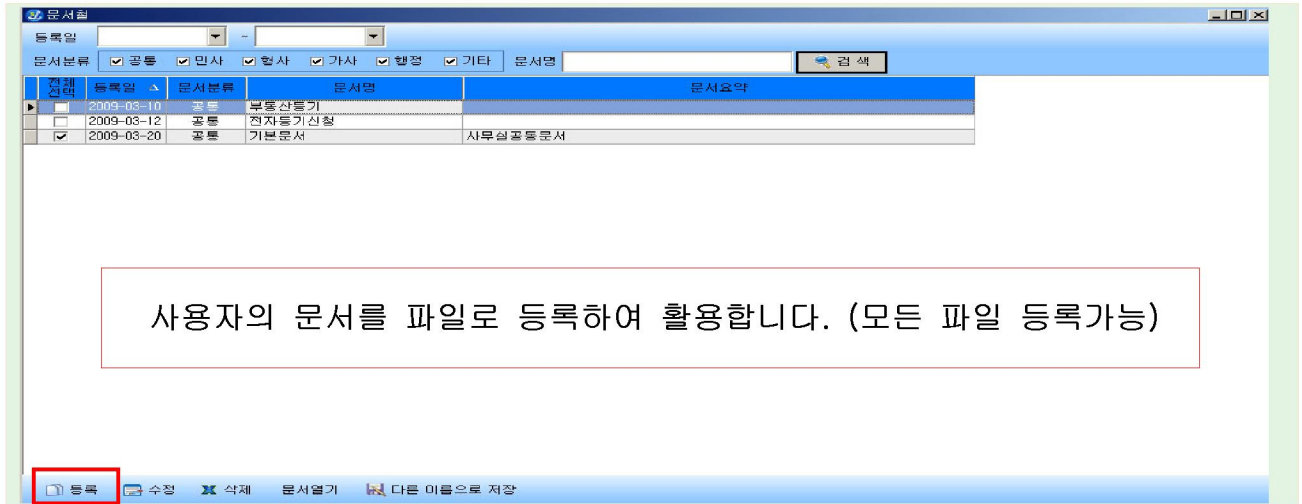 문서철
등록일 ~
문서분류 공통 민사 형사 가사 행정 기타 문서명 검 색
전체선택 등록일 문서분류 문서명 문서요약
2009-03-10 공통 부동산등기
2009-03-12 공통 전자등기신청
2009-03-20 공통 기본문서 사무실공통문서
사용자의 문서를 파일로 등록하여 활용합니다. (모든 파일 등록가능)
등록 수정 삭제 문서열기 다른 이름으로 저장